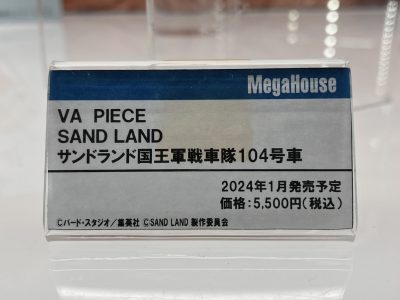 MegaHouse
VA PIECE
SAND LAND
サンドランド国王軍戦車隊104号車
2024年1月発売予定
価格:5,500円(税込)
©バード・スタジオ/集英社 ©SAND LAND 製作委員会